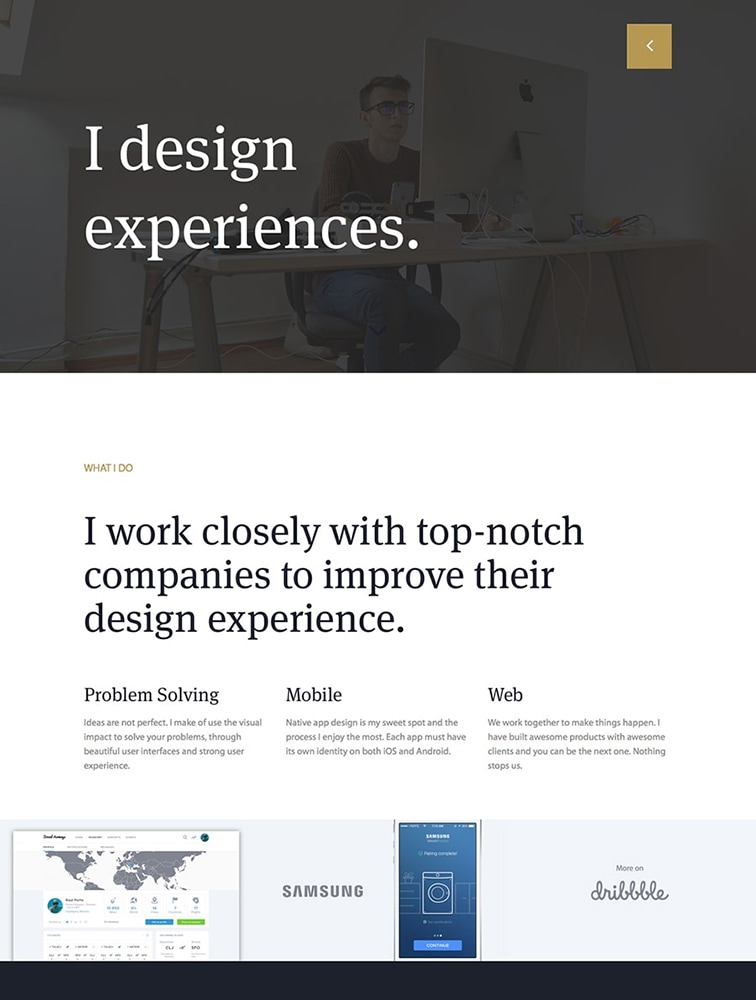 I design
experiences.
WHAT I DO
I work closely with top-notch
companies to improve their
design experience.
Problem Solving
Ideas are not perfect. I make of use the visual
impact to solve your problems, through
beautiful user interfaces and strong user
experience.
Mobile
Native app design is my sweet spot and the
process I enjoy the most. Each app must have
its own identity on both iOS and Android.
Web
We work together to make things happen. I
have built awesome products with awesome
clients and you can be the next one. Nothing
stops us.
SAMSUNG
SAMSUNG
Pairing complete!
CONTINUE
More on
dribbble